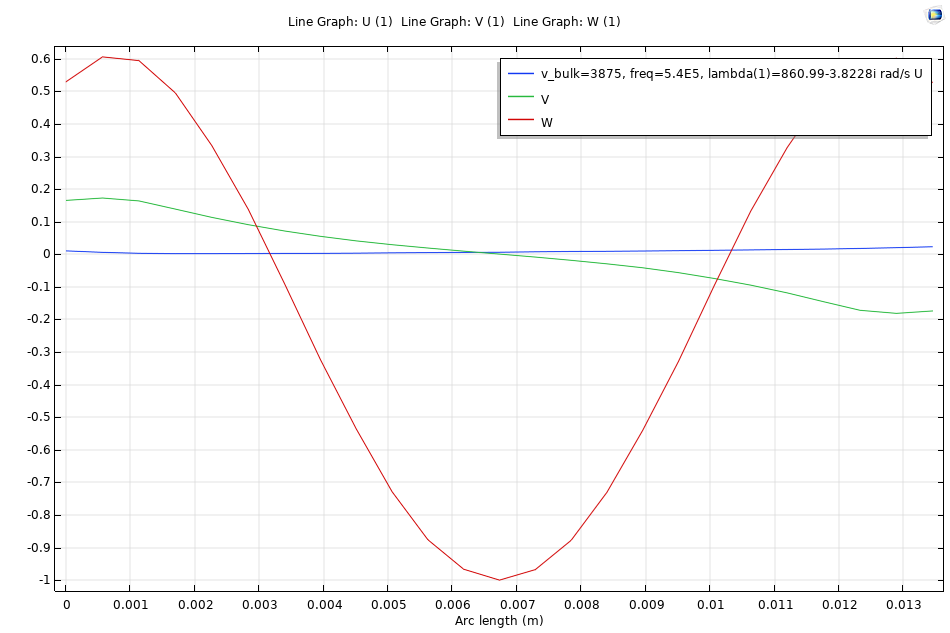 Line Graph: U (1)  Line Graph: V (1)  Line Graph: W (1)
v_bulk=3875, freq=5.4E5, lambda(1)=860.99-3.8228i rad/s U
V
W
0.6
0.5
0.4
0.3
0.2
0.1
0
-0.1
-0.2
-0.3
-0.4
-0.5
-0.6
-0.7
-0.8
-0.9
-1
0 0.001 0.002 0.003 0.004 0.005 0.006 0.007 0.008 0.009 0.01 0.011 0.012 0.013
Arc length (m)